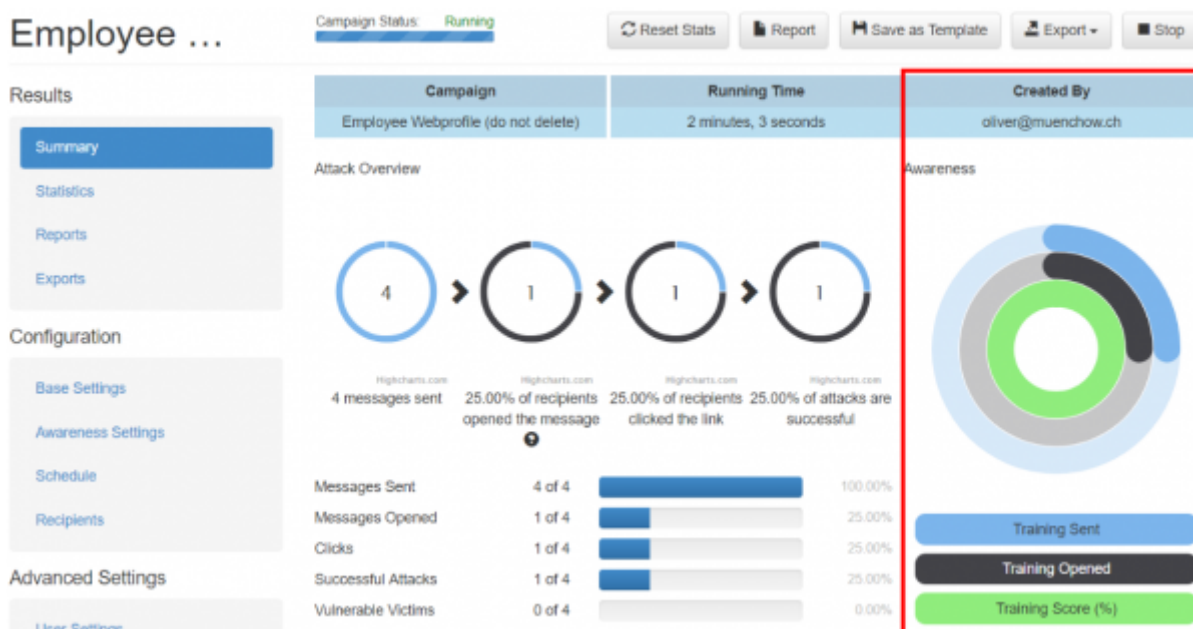 Employee ...
Campaign Status: Running
Reset Stats
Report
Save as Template
Export
Stop
Results
Summary
Statistics
Reports
Exports
Configuration
Base Settings
Awareness Settings
Schedule
Recipients
Advanced Settings
User Settings
Campaign Running Time Created By
Employee Webprofile (do not delete) 2 minutes, 3 seconds oliver@muenchow.ch
Attack Overview
4 1 1 1
Highcharts.com Highcharts.com Highcharts.com Highcharts.com
4 messages sent
25.00% of recipients
opened the message
25.00% of recipients
clicked the link
25.00% of attacks are
successful
Messages Sent 4 of 4 100.00%
Messages Opened 1 of 4 25.00%
Clicks 1 of 4 25.00%
Successful Attacks 1 of 4 25.00%
Vulnerable Victims 0 of 4 0.00%
Awareness
Training Sent
Training Opened
Training Score (%)